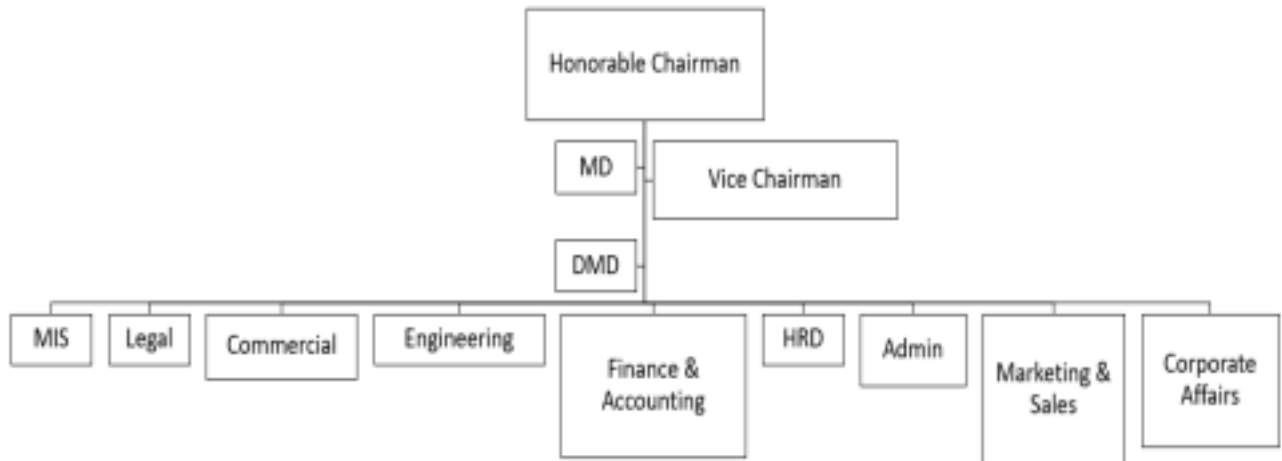 Honorable Chairman
MD
Vice Chairman
DMD
MIS
Legal
Commercial
Engineering
Finance &
Accounting
HRD
Admin
Marketing &
Sales
Corporate
Affairs